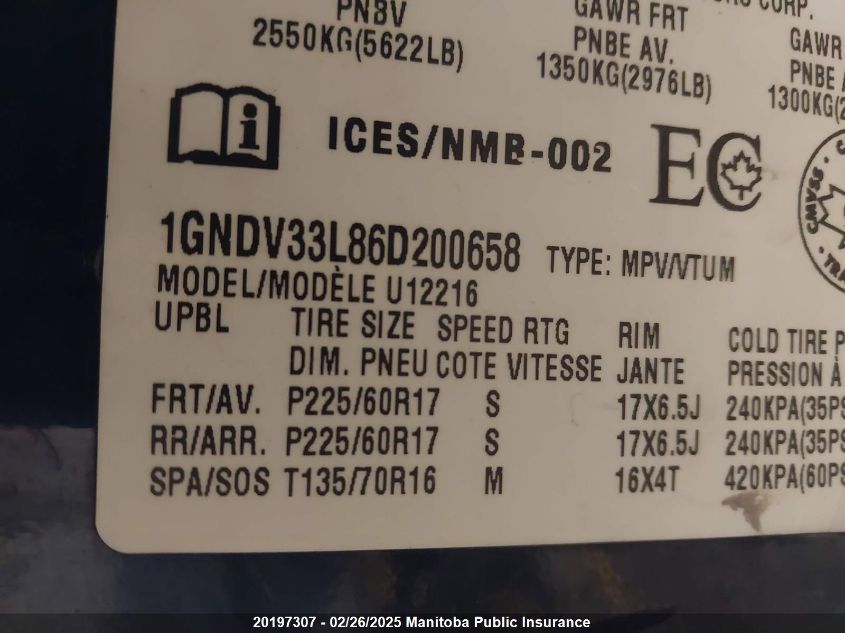 CORP.
PNBV GAWR FRT GAWR
2550KG(5622LB) PNBE AV. PNBE
1350KG(2976LB) 1300KG(2
i ICES/NMB-002 EC
CMVSS
1GNDV33L86D200658 TYPE: MPV/VTUM
MODEL/MODÈLE U12216
UPBL TIRE SIZE SPEED RTG RIM COLD TIRE P
DIM. PNEU COTE VITESSE JANTE PRESSION À
FRT/AV. P225/60R17 S 17X6.5J 240KPA(35PS
RR/ARR. P225/60R17 S 17X6.5J 240KPA(35PS
SPA/SOS T135/70R16 M 16X4T 420KPA(60PS
20197307 - 02/26/2025 Manitoba Public Insurance